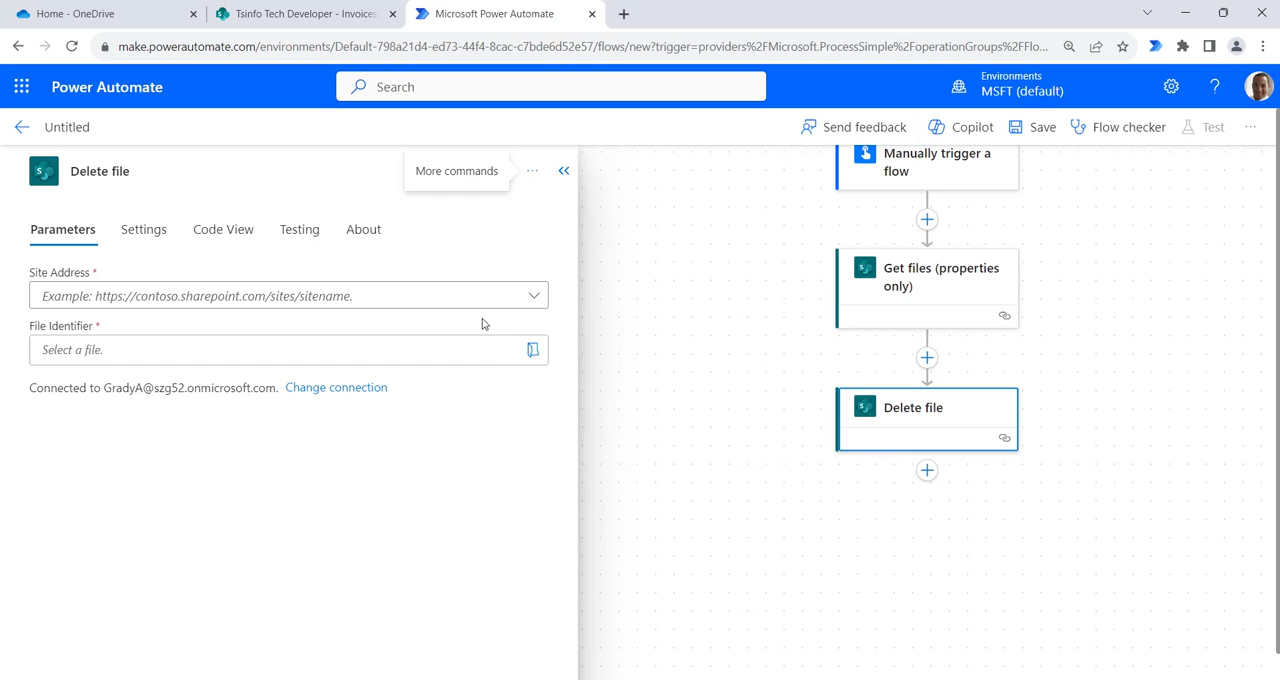 Home - OneDrive
Tsinfo Tech Developer - Invoices
Microsoft Power Automate
make.powerautomate.com/environments/Default-798a21d4-ed73-44f4-8cac-c7bde6d52e57/flows/new?trigger=providers%2FMicrosoft.ProcessSimple%2FoperationGroups%2FFlo...
Power Automate
Search
Environments
MSFT (default)
Untitled
Send feedback
Copilot
Save
Flow checker
Test
Delete file
More commands
Parameters
Settings
Code View
Testing
About
Site Address *
Example: https://contoso.sharepoint.com/sites/sitename.
File Identifier *
Select a file.
Connected to GradyA@szg52.onmicrosoft.com. Change connection
Manually trigger a
flow
Get files (properties
only)
Delete file